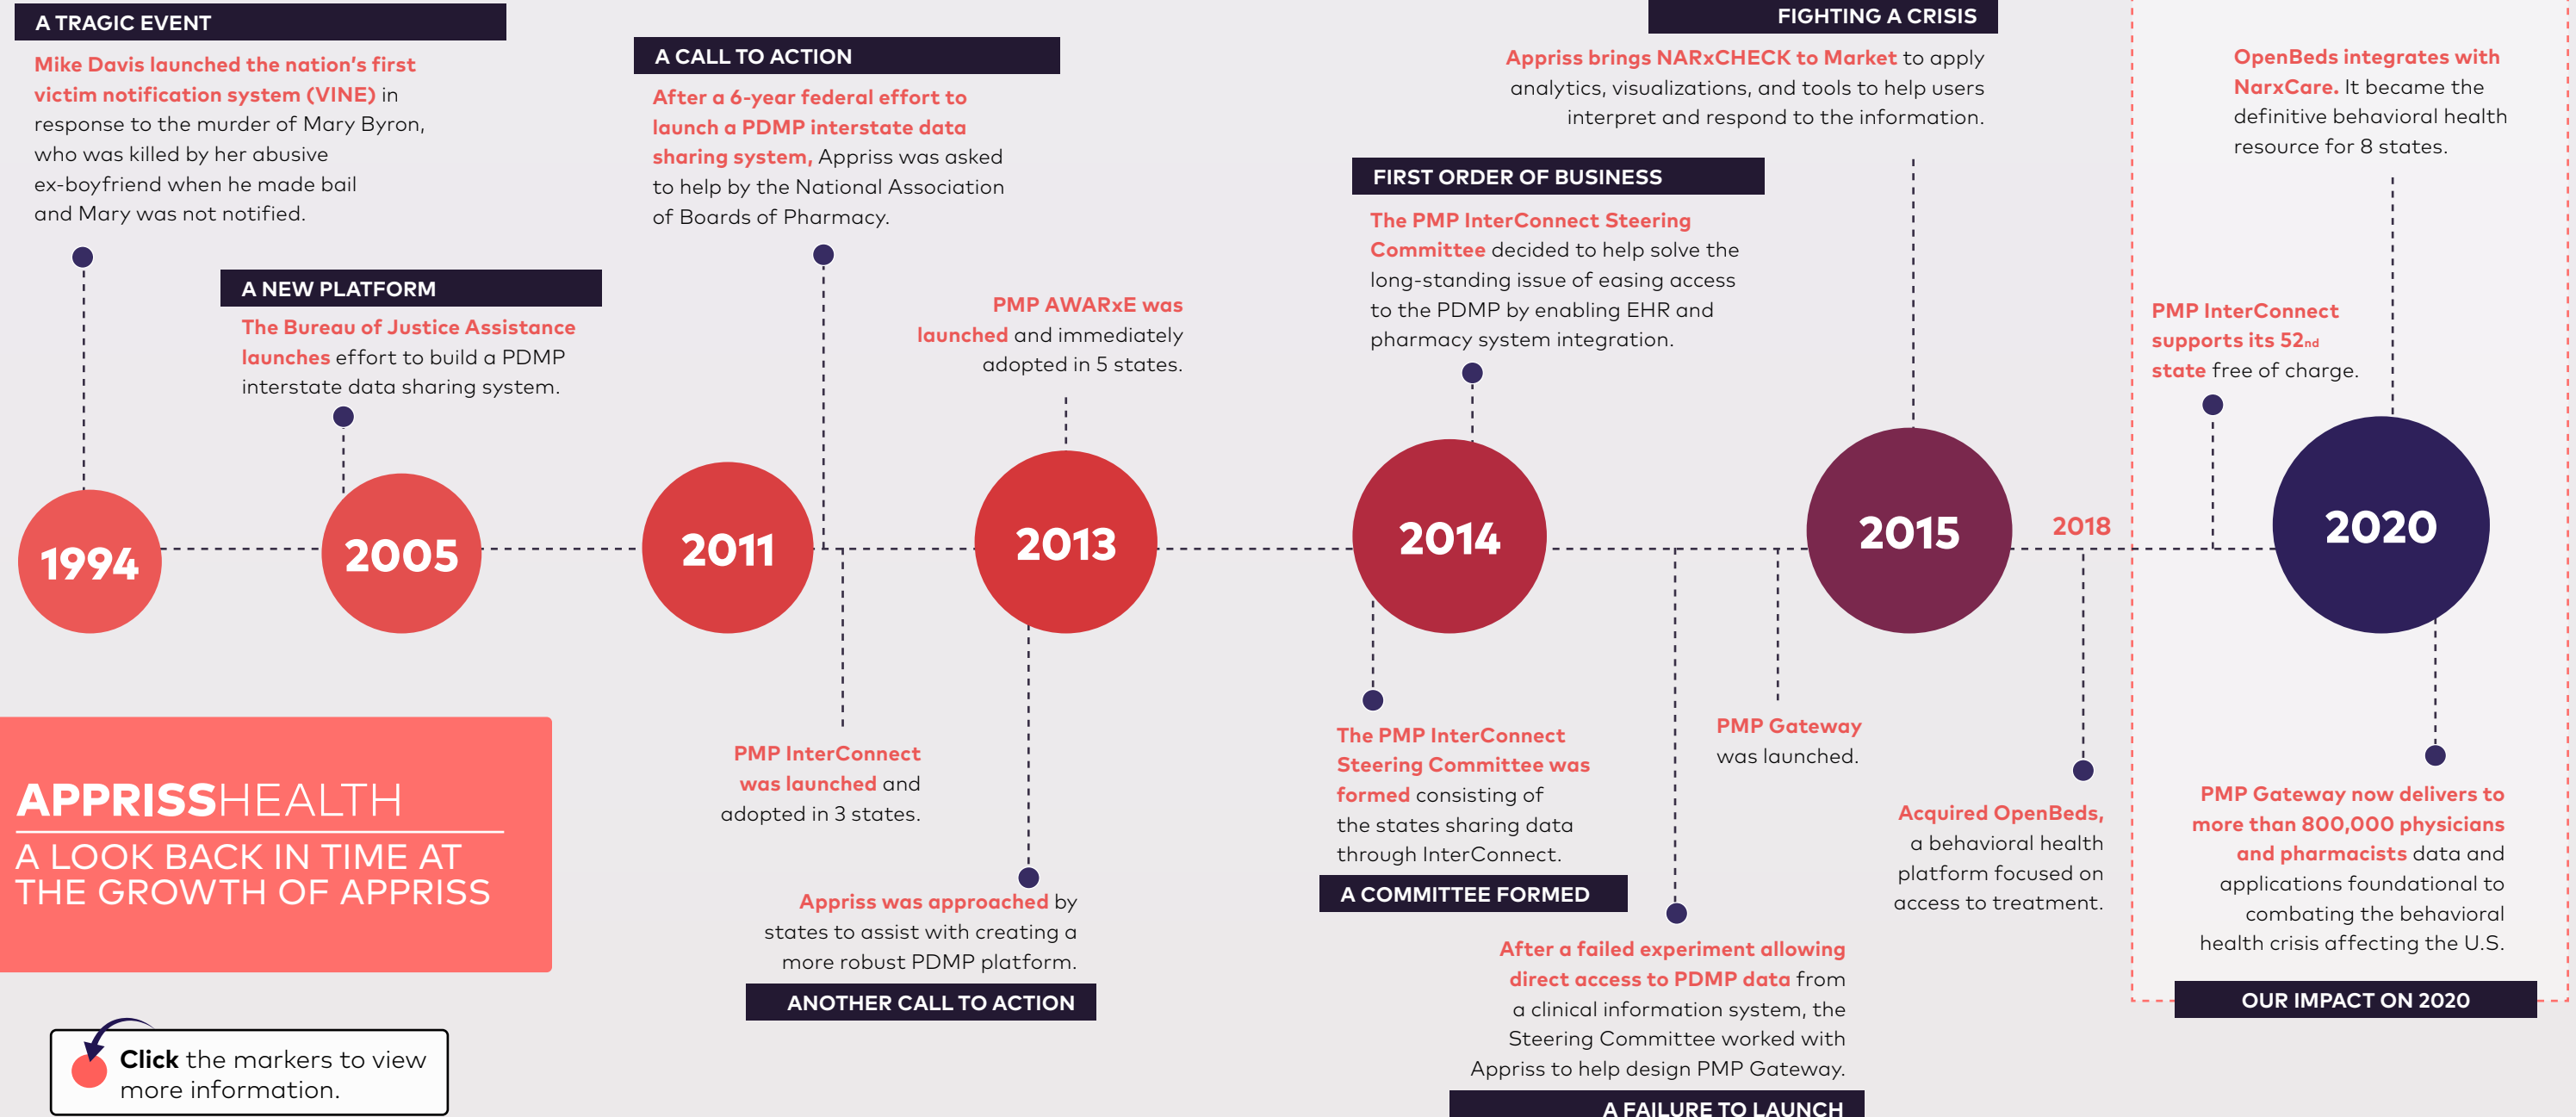 A TRAGIC EVENT
Mike Davis launched the nation’s first
victim notification system (VINE) in
response to the murder of Mary Byron,
who was killed by her abusive
ex-boyfriend when he made bail
and Mary was not notified.
A NEW PLATFORM
The Bureau of Justice Assistance
launches effort to build a PDMP
interstate data sharing system.
A CALL TO ACTION
After a 6-year federal effort to
launch a PDMP interstate data
sharing system, Appriss was asked
to help by the National Association
of Boards of Pharmacy.
PMP AWARxE was
launched and immediately
adopted in 5 states.
FIRST ORDER OF BUSINESS
The PMP InterConnect Steering
Committee decided to help solve the
long-standing issue of easing access
to the PDMP by enabling EHR and
pharmacy system integration.
FIGHTING A CRISIS
Appriss brings NARxCHECK to Market to apply
analytics, visualizations, and tools to help users
interpret and respond to the information.
OpenBeds integrates with
NarxCare. It became the
definitive behavioral health
resource for 8 states.
PMP InterConnect
supports its 52nd
state free of charge.
1994
2005
2011
2013
2014
2015
2018
2020
PMP InterConnect
was launched and
adopted in 3 states.
Appriss was approached by
states to assist with creating a
more robust PDMP platform.
ANOTHER CALL TO ACTION
The PMP InterConnect
Steering Committee was
formed consisting of
the states sharing data
through InterConnect.
A COMMITTEE FORMED
PMP Gateway
was launched.
After a failed experiment allowing
direct access to PDMP data from
a clinical information system, the
Steering Committee worked with
Appriss to help design PMP Gateway.
A FAILURE TO LAUNCH
Acquired OpenBeds,
a behavioral health
platform focused on
access to treatment.
PMP Gateway now delivers to
more than 800,000 physicians
and pharmacists data and
applications foundational to
combating the behavioral
health crisis affecting the U.S.
OUR IMPACT ON 2020
APPRISSHEALTH
A LOOK BACK IN TIME AT
THE GROWTH OF APPRISS
Click the markers to view
more information.